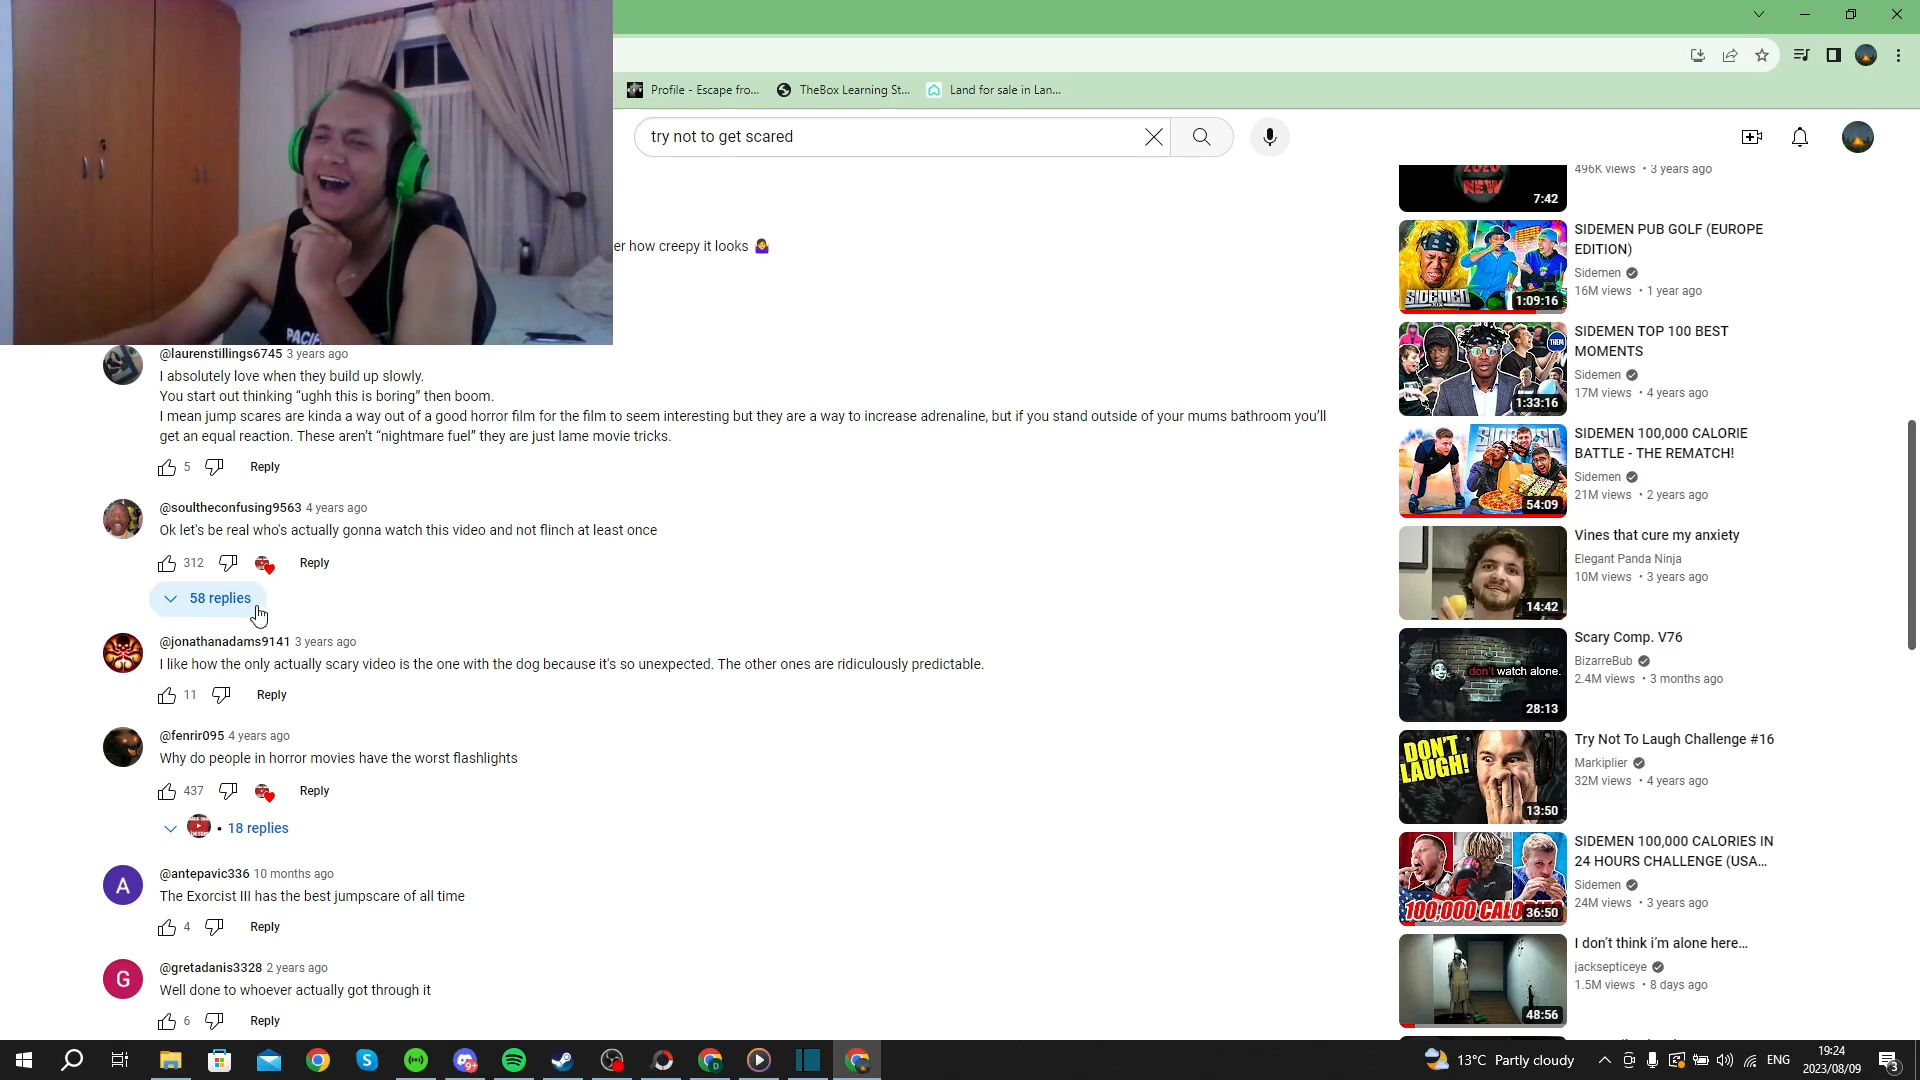 Profile - Escape fro...
TheBox Learning St...
Land for sale in Lan...
try not to get scared
er how creepy it looks
PACIF
@laurenstillings6745 3 years ago
I absolutely love when they build up slowly.
You start out thinking “ughh this is boring” then boom.
I mean jump scares are kinda a way out of a good horror film for the film to seem interesting but they are a way to increase adrenaline, but if you stand outside of your mums bathroom you’ll
get an equal reaction. These aren’t “nightmare fuel” they are just lame movie tricks.
5
Reply
@soultheconfusing9563 4 years ago
Ok let's be real who's actually gonna watch this video and not flinch at least once
312
Reply
58 replies
@jonathanadams9141 3 years ago
I like how the only actually scary video is the one with the dog because it's so unexpected. The other ones are ridiculously predictable.
11
Reply
@fenrir095 4 years ago
Why do people in horror movies have the worst flashlights
437
Reply
• 18 replies
A
@antepavic336 10 months ago
The Exorcist III has the best jumpscare of all time
4
Reply
G
@gretadanis3328 2 years ago
Well done to whoever actually got through it
6
Reply
2020
NEW
7:42
496K views • 3 years ago
SIDEMEN
1:09:16
SIDEMEN PUB GOLF (EUROPE
EDITION)
Sidemen
16M views • 1 year ago
THEM
1:33:16
SIDEMEN TOP 100 BEST
MOMENTS
Sidemen
17M views • 4 years ago
SIDEMEN
54:09
SIDEMEN 100,000 CALORIE
BATTLE - THE REMATCH!
Sidemen
21M views • 2 years ago
14:42
Vines that cure my anxiety
Elegant Panda Ninja
10M views • 3 years ago
don't watch alone.
28:13
Scary Comp. V76
BizarreBub
2.4M views • 3 months ago
DON'T
LAUGH!
13:50
Try Not To Laugh Challenge #16
Markiplier
32M views • 4 years ago
100,000 CALO
36:50
SIDEMEN 100,000 CALORIES IN
24 HOURS CHALLENGE (USA...
Sidemen
24M views • 3 years ago
48:56
I don’t think i’m alone here...
jacksepticeye
1.5M views • 8 days ago
9+
D
13°C Partly cloudy
ENG
19:24
2023/08/09
3